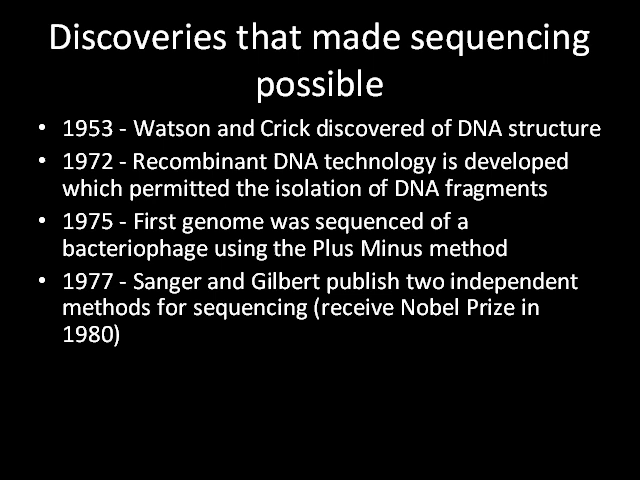 Discoveries that made sequencing
possible
• 1953 - Watson and Crick discovered of DNA structure
• 1972 - Recombinant DNA technology is developed
which permitted the isolation of DNA fragments
• 1975 - First genome was sequenced of a
bacteriophage using the Plus Minus method
• 1977 - Sanger and Gilbert publish two independent
methods for sequencing (receive Nobel Prize in
1980)